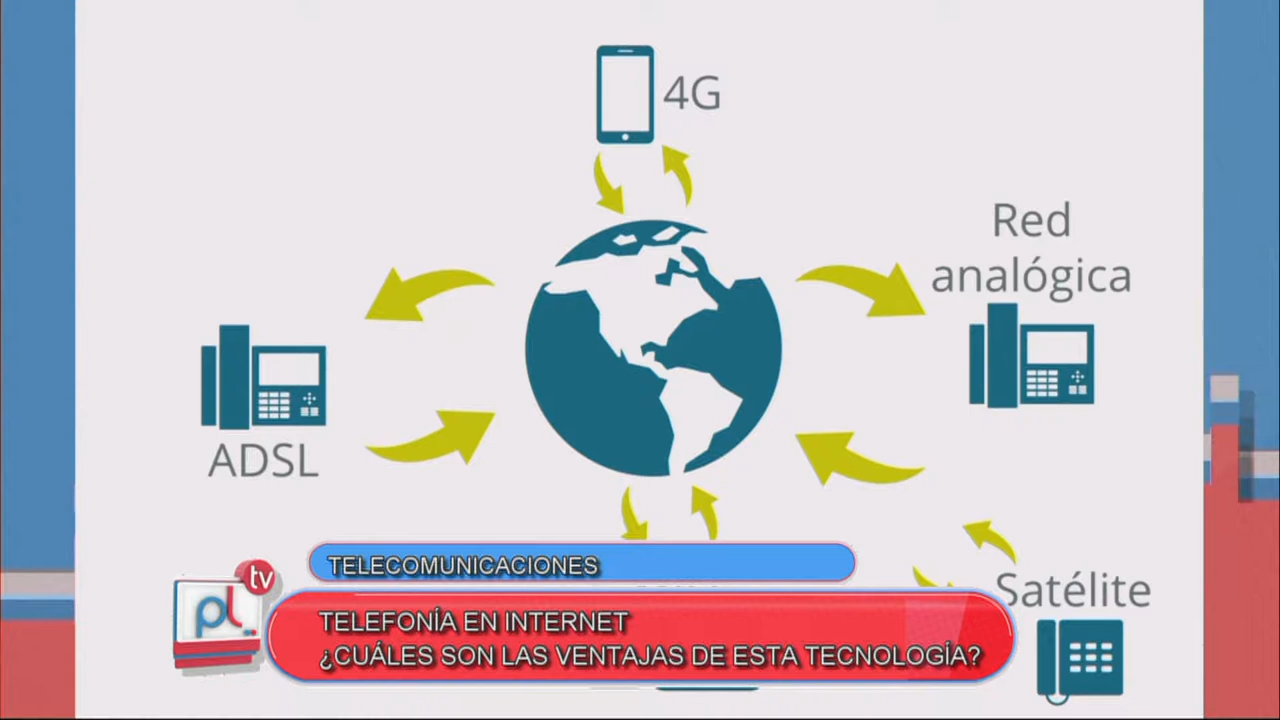 4G
Red
analógica
ADSL
TELECOMUNICACIONES
tv
pl
Satélite
TELEFONÍA EN INTERNET
¿CUÁLES SON LAS VENTAJAS DE ESTA TECNOLOGÍA?